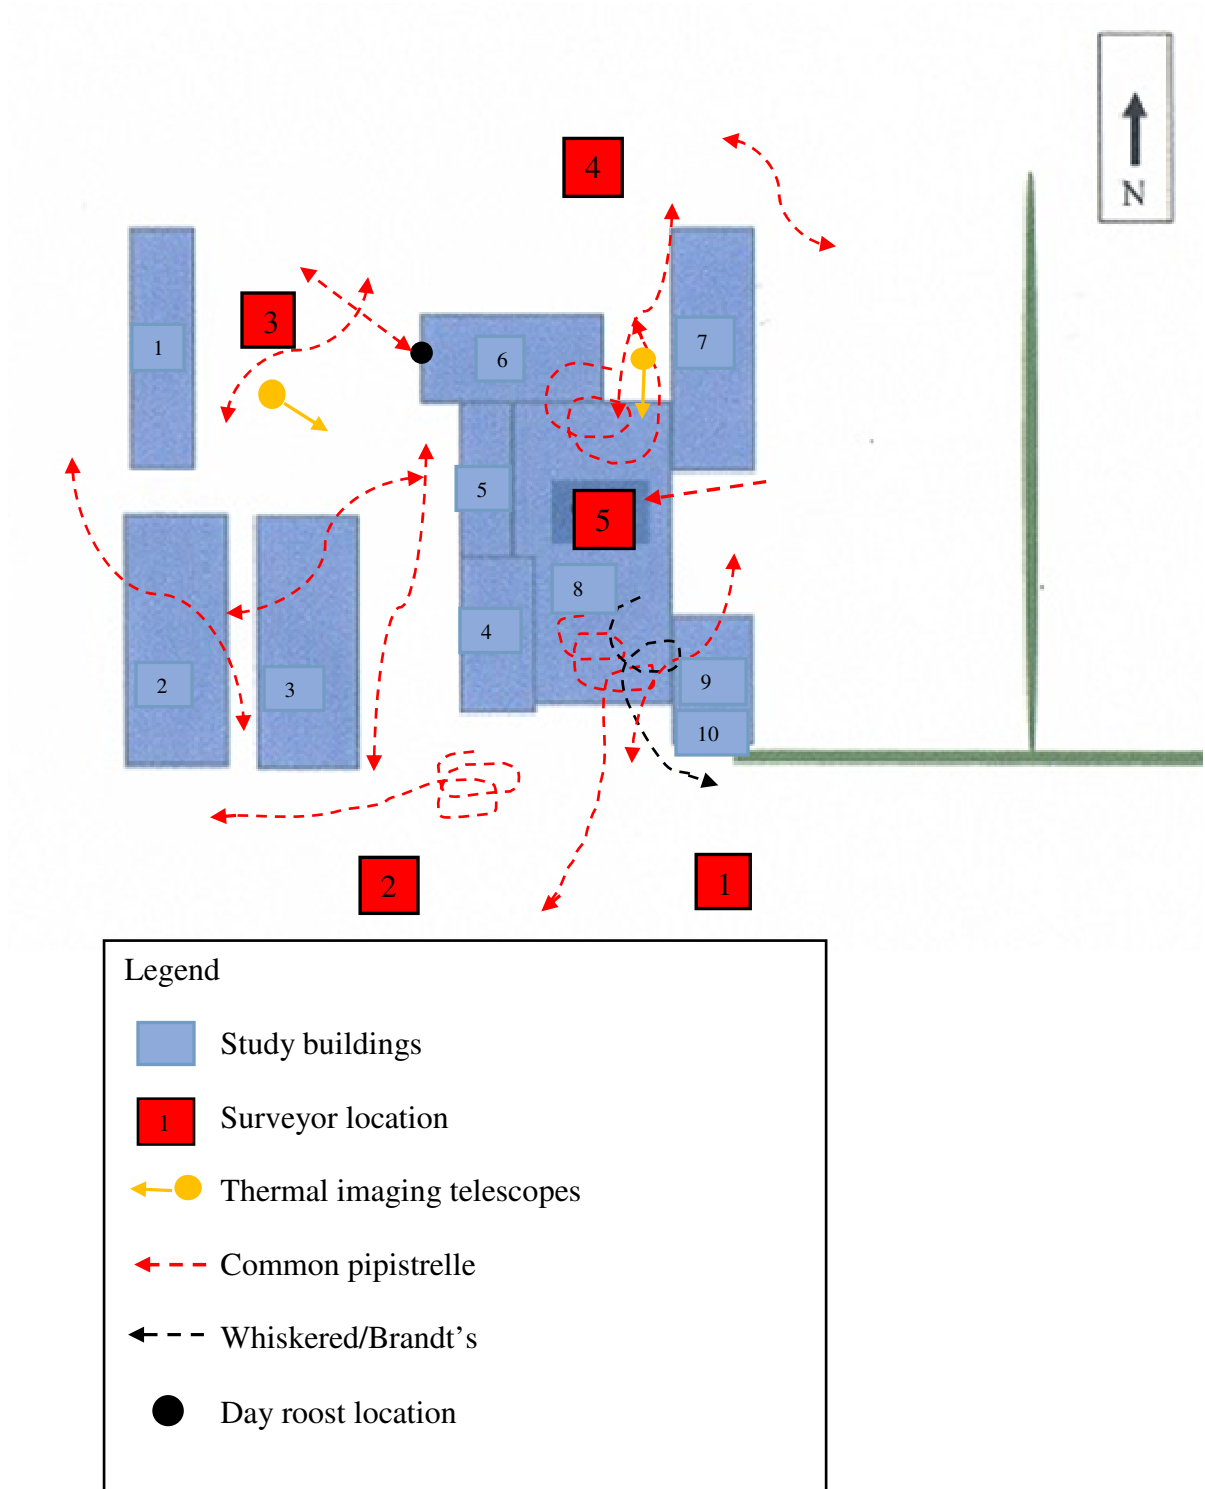 N
4
3
1
6
7
5
5
8
4
9
2
3
10
2
1
Legend
Study buildings
1
Surveyor location
Thermal imaging telescopes
Common pipistrelle
Whiskered/Brandt's
Day roost location